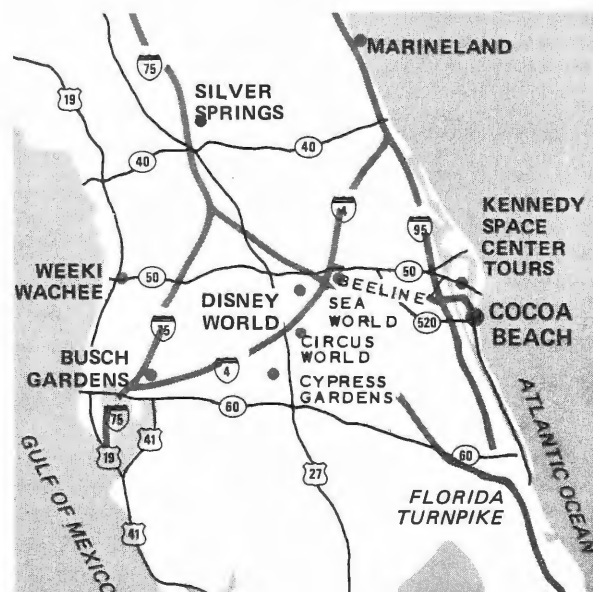 MARINELAND
75
19
SILVER
SPRINGS
40
40
KENNEDY
SPACE
CENTER
TOURS
4
95
WEEKI
WACHEE
50
50
BEELINE
DISNEY
WORLD
SEA
WORLD
520
COCOA
BEACH
75
CIRCUS
WORLD
BUSCH
GARDENS
4
CYPRESS
GARDENS
60
75
19
41
27
60
ATLANTIC OCEAN
GULF OF MEXICO
FLORIDA
TURNPIKE
41